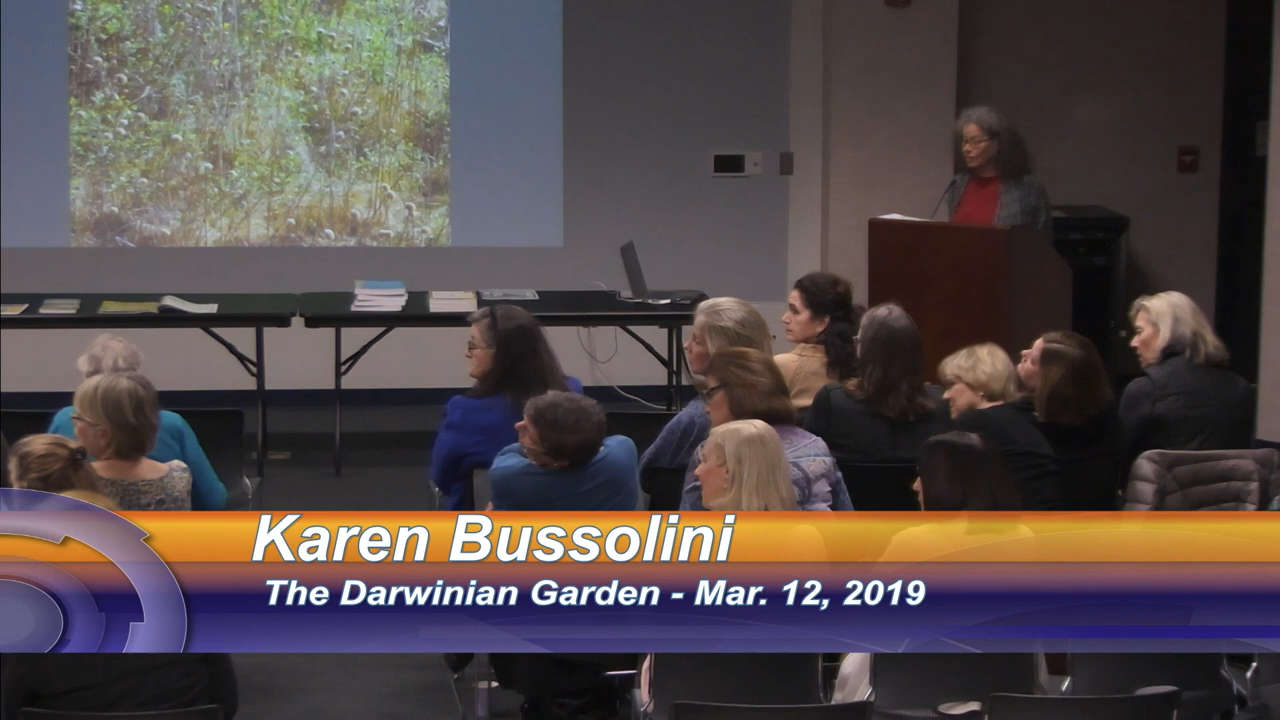 Karen Bussolini
The Darwinian Garden - Mar. 12, 2019